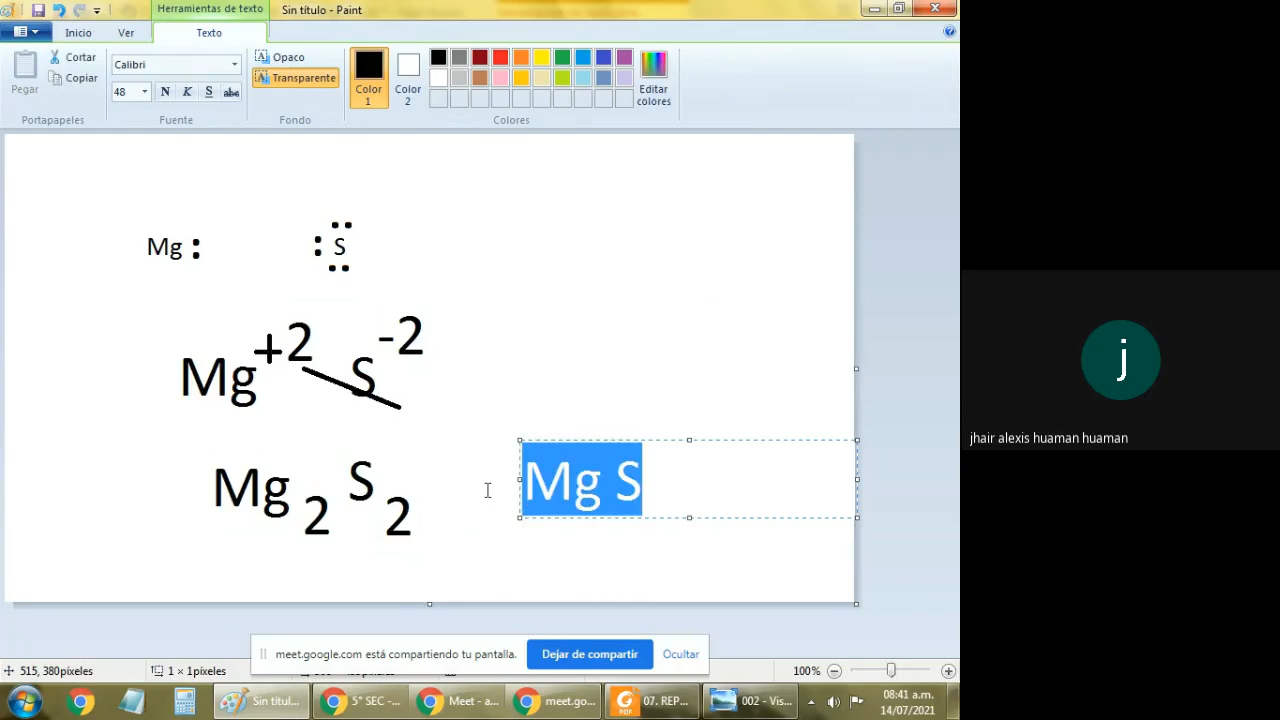 Herramientas de texto
Sin título - Paint
Inicio
Ver
Texto
Pegar
Cortar
Copiar
Portapapeles
Calibri
48
N K S abc
Fuente
Opaco
Transparente
Fondo
Color 1
Color 2
Editar colores
Colores
Mg : S
Mg +2 S -2
Mg 2 S 2
Mg S
meet.google.com está compartiendo tu pantalla.
Dejar de compartir
Ocultar
515, 380píxeles
1 × 1píxeles
100%
Sin títul...
5° SEC -...
Meet - a...
meet.go...
07. REP...
002 - Vis...
08:41 a.m.
14/07/2021
j
jhair alexis huaman huaman